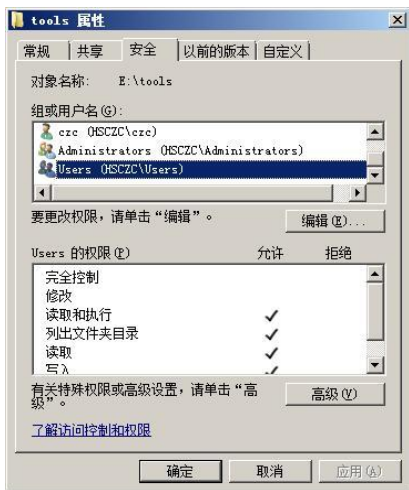 tools 属性
常规 共享 安全 以前的版本 自定义
对象名称: E:\tools
组或用户名(G):
czc (HSCZC\czc)
Administrators (HSCZC\Administrators)
Users (HSCZC\Users)
要更改权限，请单击“编辑”。
编辑(E)...
Users 的权限(P) 允许 拒绝
完全控制
修改
读取和执行
列出文件夹目录
读取
写入
有关特殊权限或高级设置，请单击“高
级”。
高级(V)
了解访问控制和权限
确定 取消 应用(A)